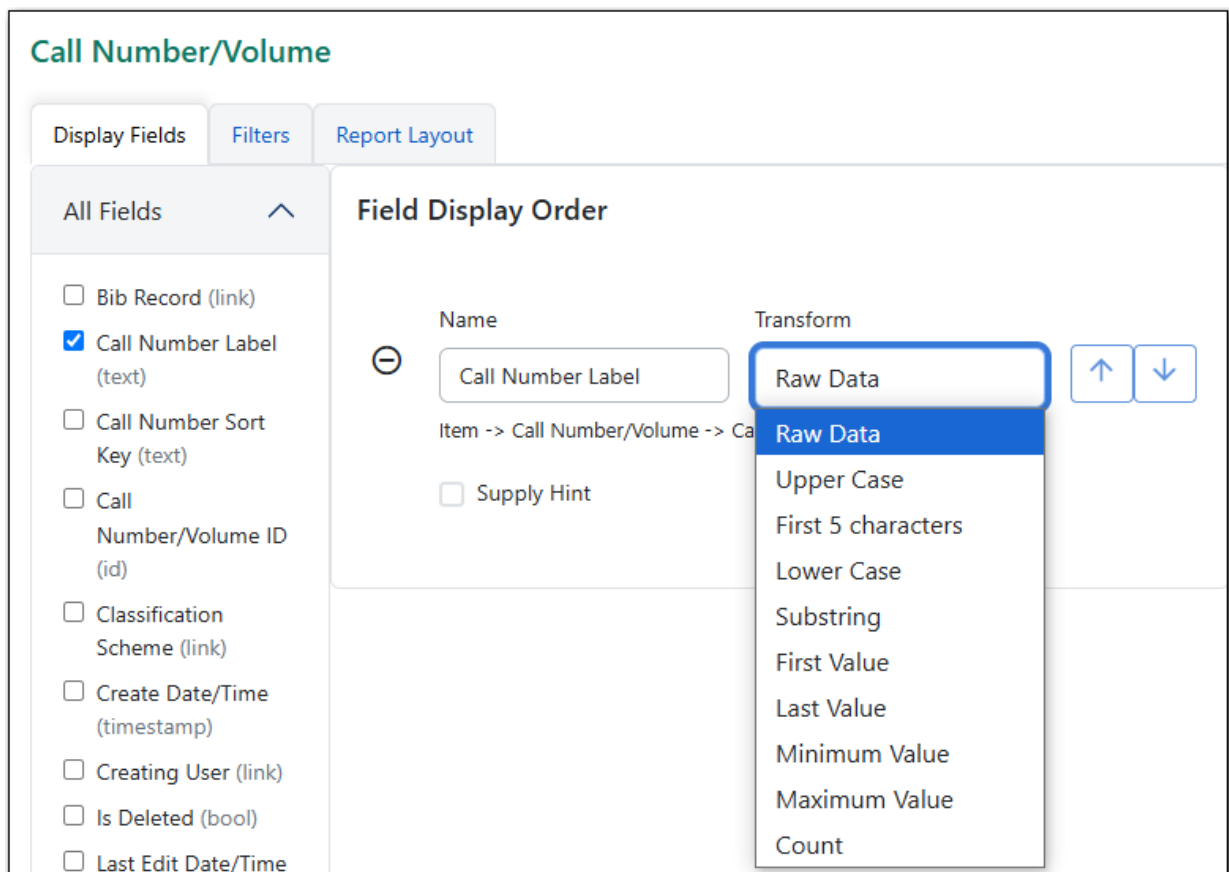 Call Number/Volume
Display Fields
Filters
Report Layout
All Fields
Bib Record (link)
Call Number Label
(text)
Call Number Sort
Key (text)
Call
Number/Volume ID
(id)
Classification
Scheme (link)
Create Date/Time
(timestamp)
Creating User (link)
Is Deleted (bool)
Last Edit Date/Time
Field Display Order
Name
Transform
Call Number Label
Raw Data
Item -> Call Number/Volume -> Ca
Supply Hint
Raw Data
Upper Case
First 5 characters
Lower Case
Substring
First Value
Last Value
Minimum Value
Maximum Value
Count